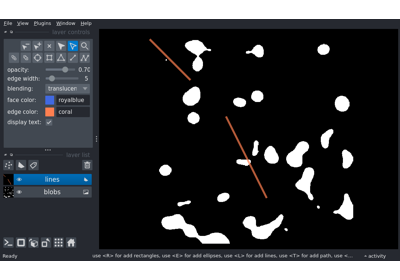 File View Plugins Window Help
layer controls
opacity: 0.70
edge width: 5
blending: translucen
face color: royalblue
edge color: coral
display text:
layer list
lines
blobs
Ready
use <R> for add rectangles, use <E> for add ellipses, use <L> for add lines, use <T> for add path, use <...
activity